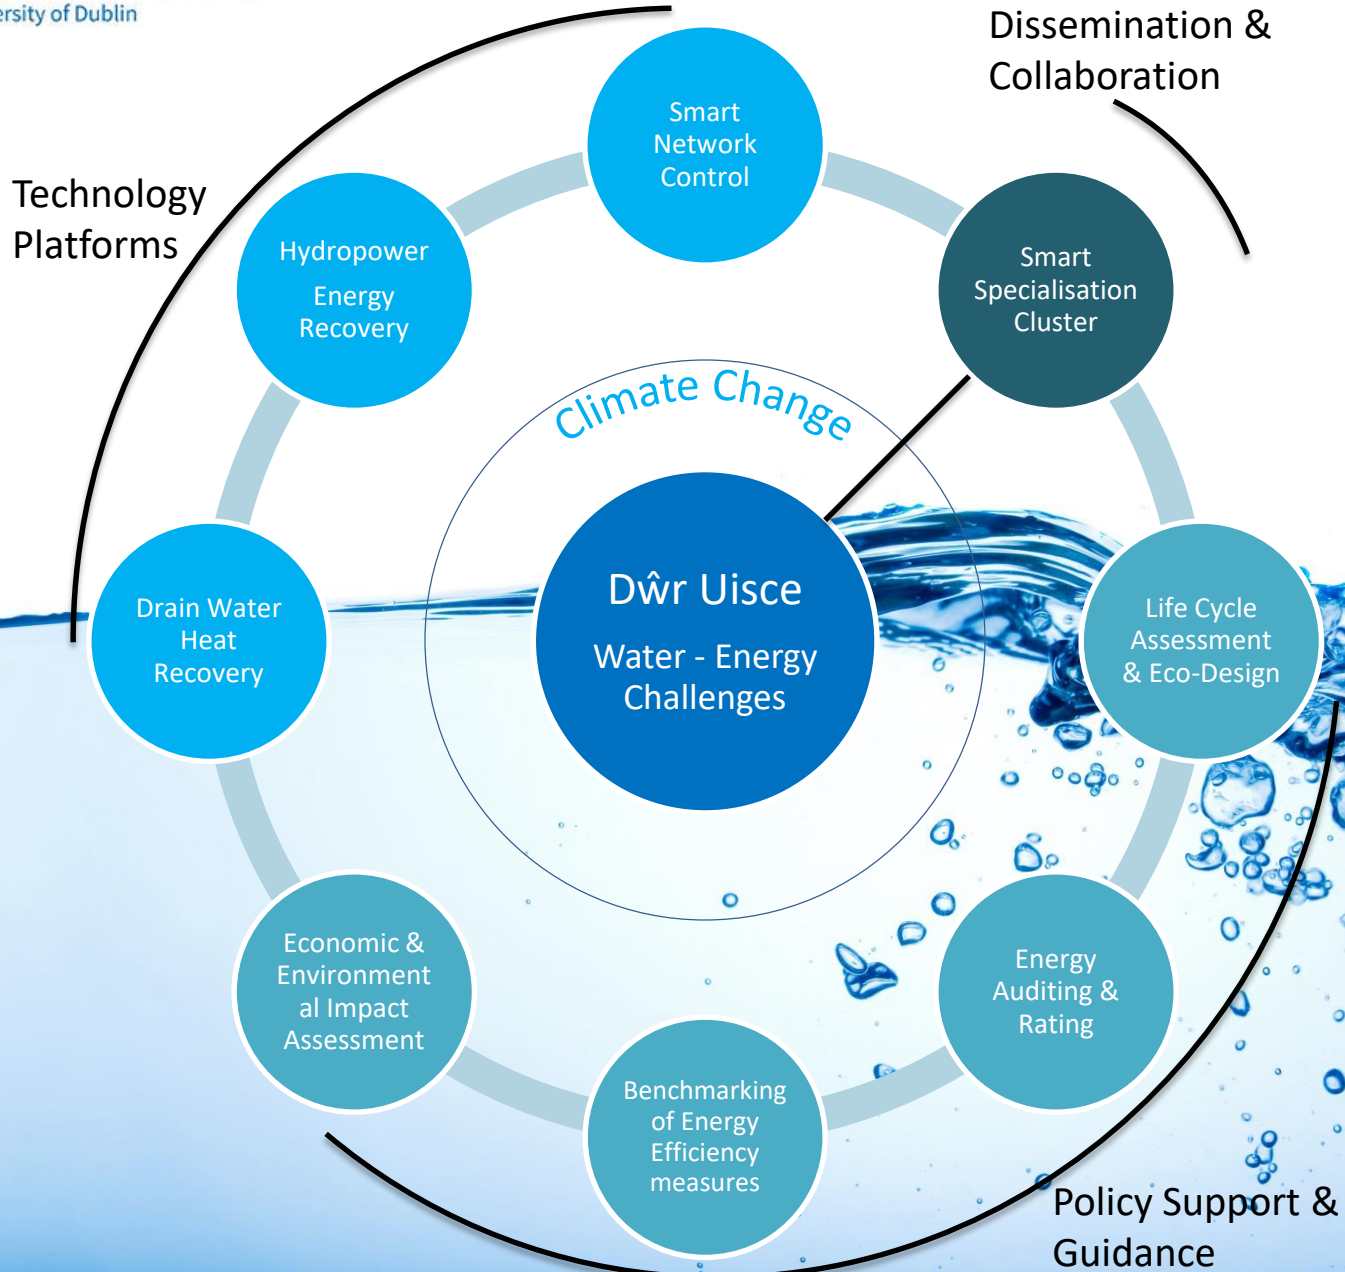 ersity of Dublin
Dissemination &
Collaboration
Technology
Platforms
Smart
Network
Control
Hydropower
Energy
Recovery
Smart
Specialisation
Cluster
Climate Change
Dŵr Uisce
Water - Energy
Challenges
Drain Water
Heat
Recovery
Life Cycle
Assessment
& Eco-Design
Economic &
Environment
al Impact
Assessment
Energy
Auditing &
Rating
Benchmarking
of Energy
Efficiency
measures
Policy Support &
Guidance